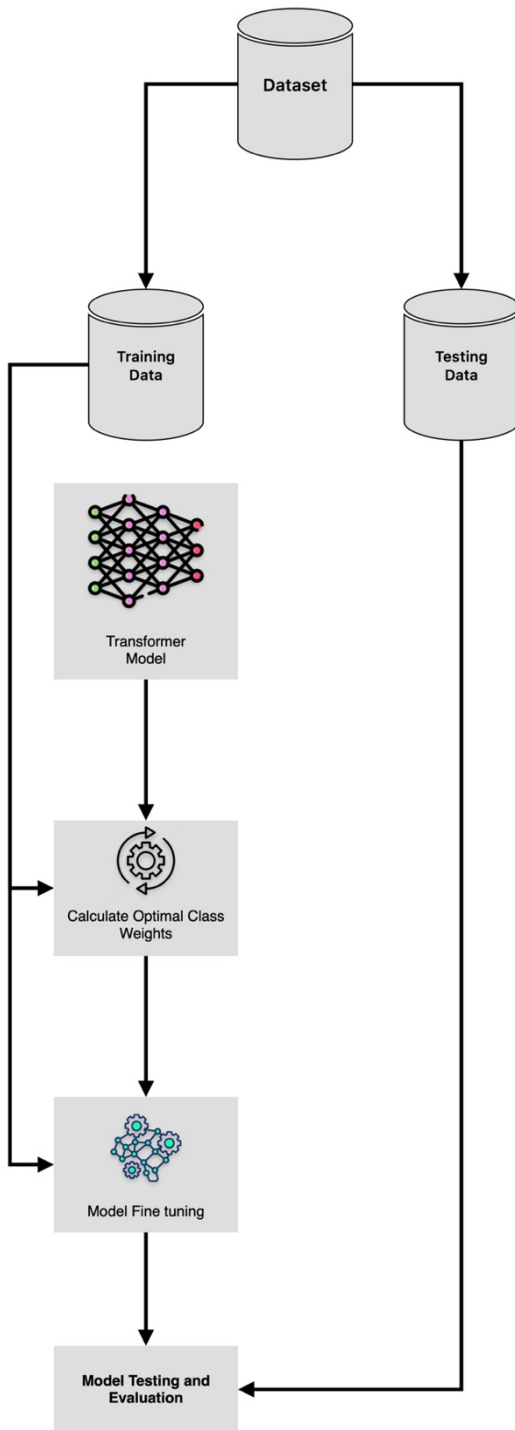 Dataset
Training
Data
Testing
Data
Transformer
Model
Calculate Optimal Class
Weights
Model Fine tuning
Model Testing and
Evaluation